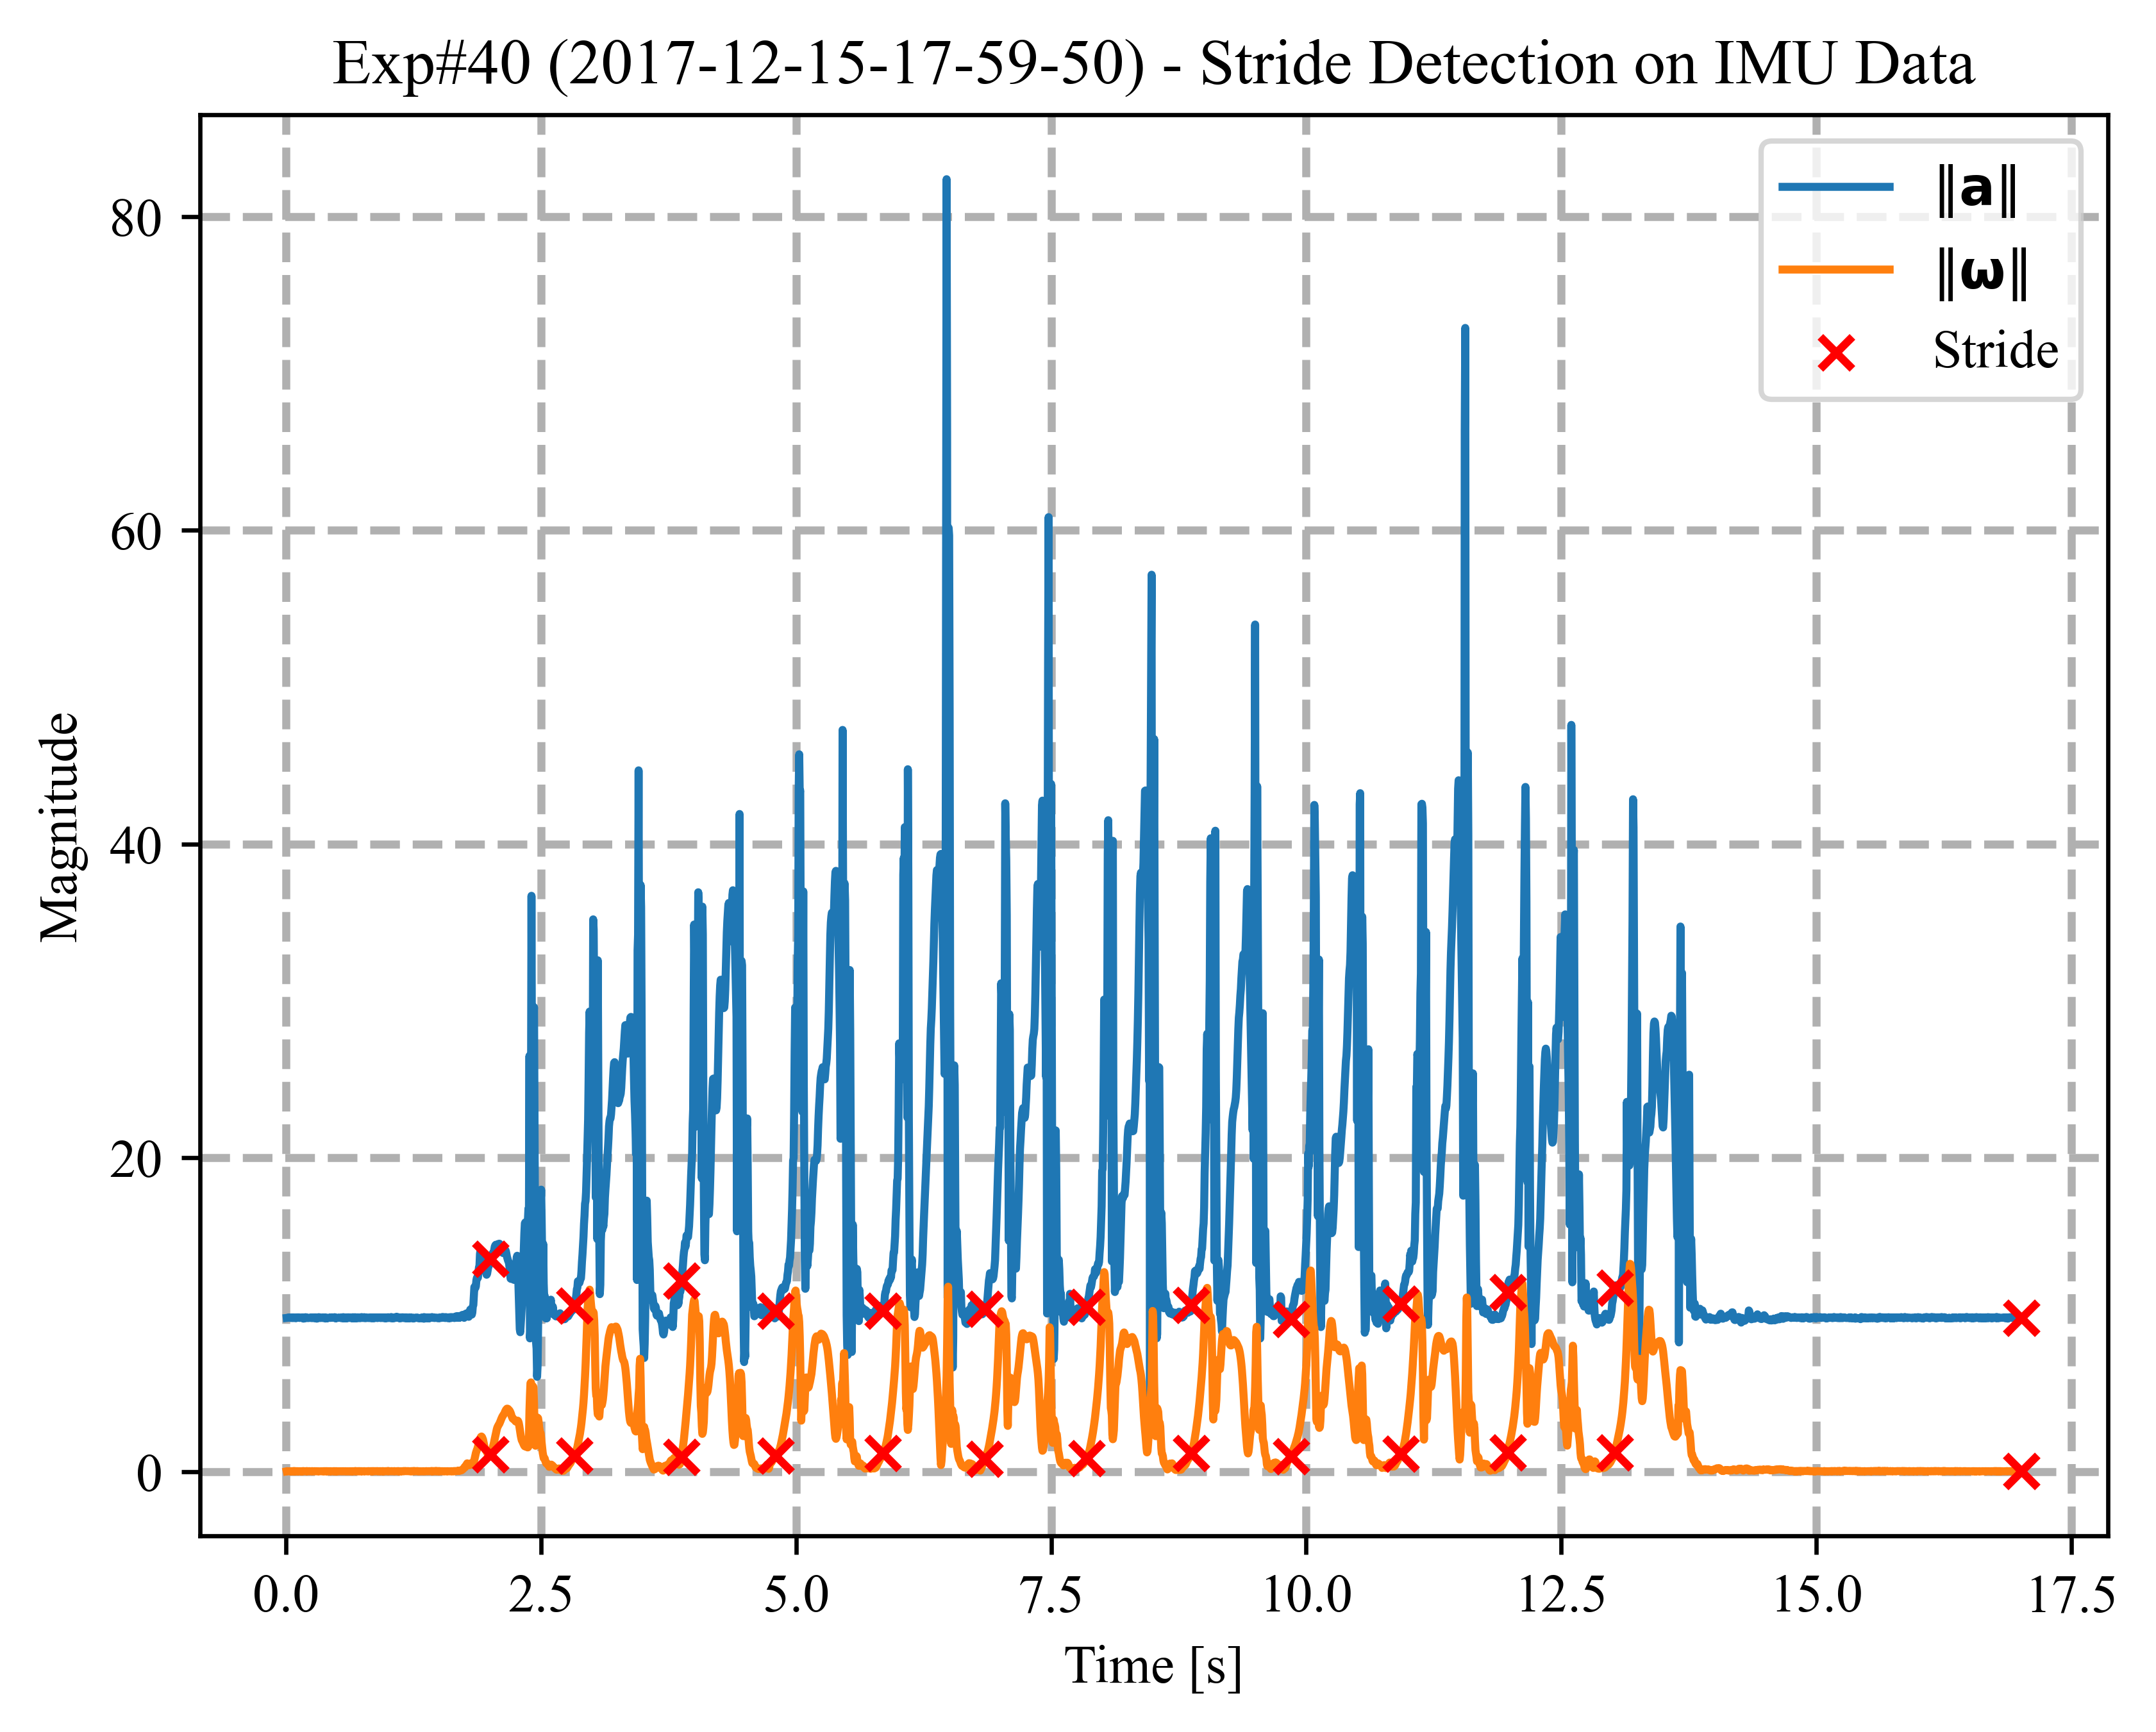 Exp#40 (2017-12-15-17-59-50) - Stride Detection on IMU Data
‖a‖
‖ω‖
Stride
Magnitude
80
60
40
20
0
0.0 2.5 5.0 7.5 10.0 12.5 15.0 17.5
Time [s]